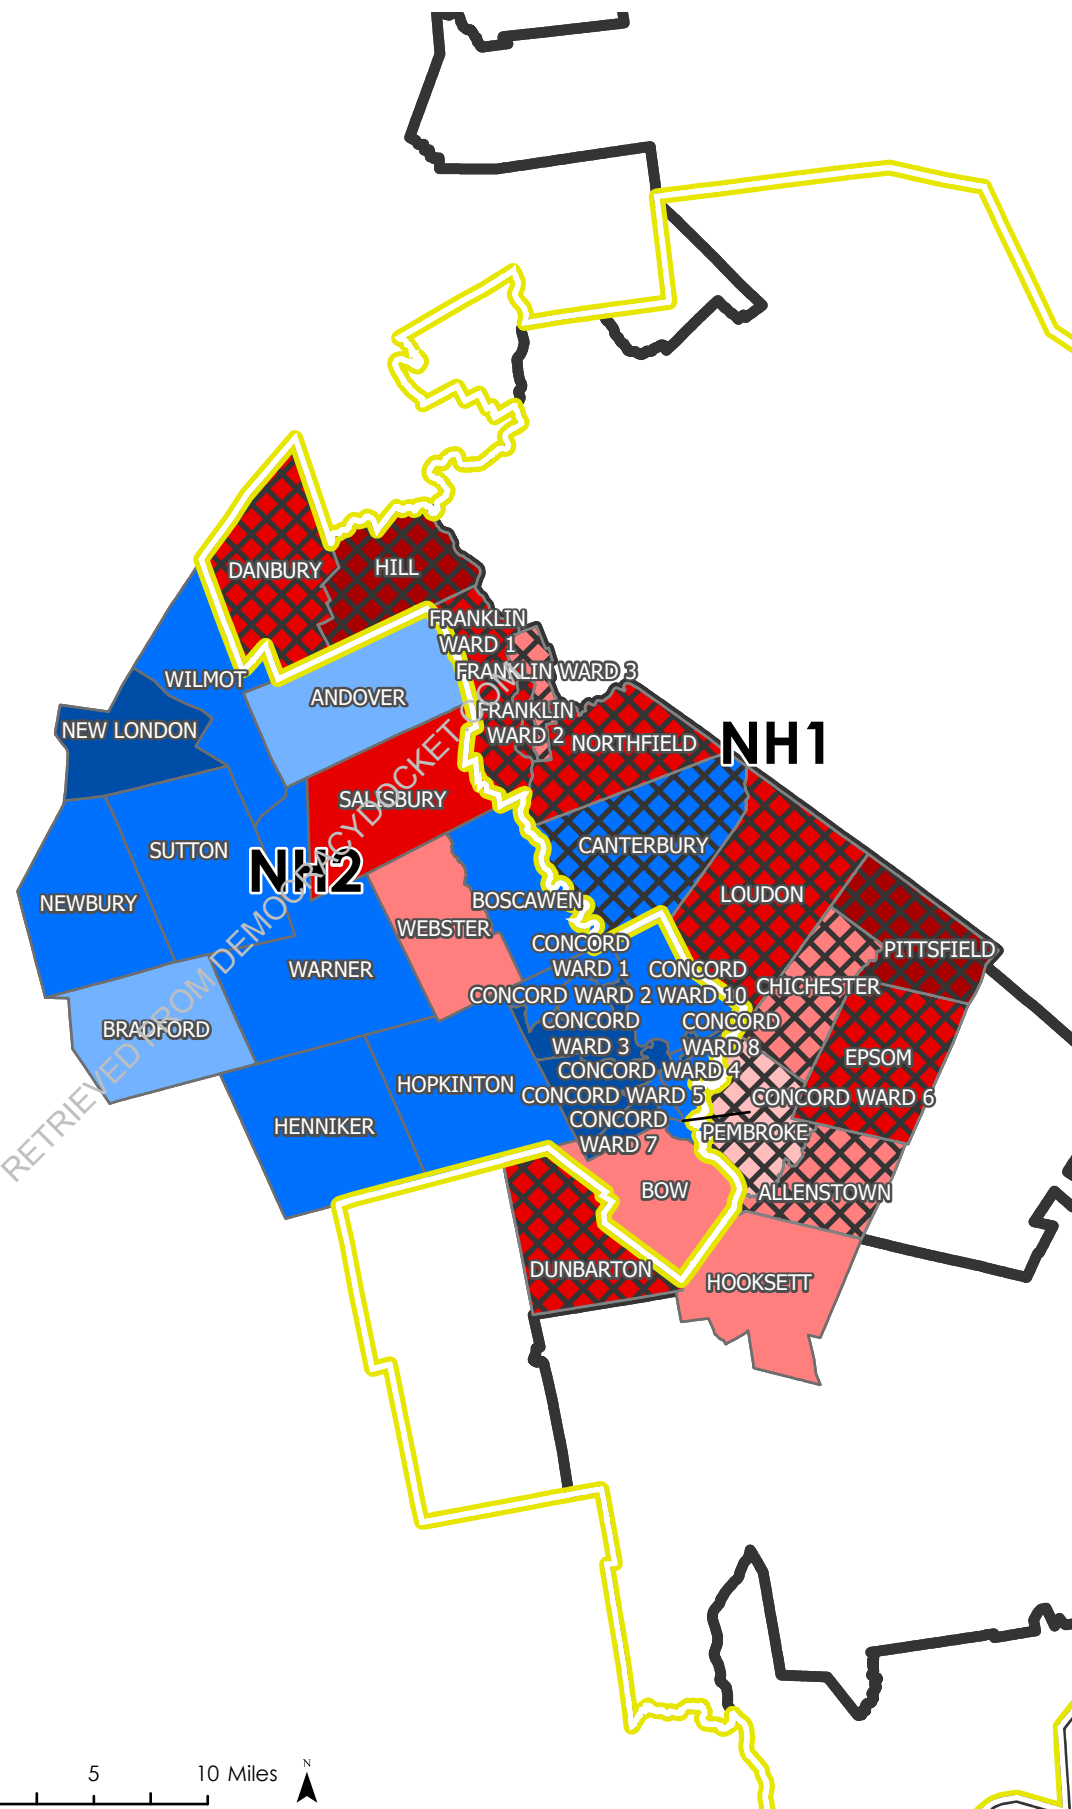 DANBURY
HILL
FRANKLIN
WARD 1
FRANKLIN WARD 3
WILMOT
ANDOVER
FRANKLIN
WARD 2
NEW LONDON
NORTHFIELD
NH1
SALISBURY
SUTTON
CANTERBURY
NH2
LOUDON
NEWBURY
BOSCAWEN
WEBSTER
CONCORD
WARD 1
PITTSFIELD
WARNER
CONCORD
WARD 10
CHICHESTER
CONCORD WARD 2
BRADFORD
CONCORD
WARD 3
CONCORD
WARD 8
EPSOM
CONCORD WARD 4
HOPKINTON
CONCORD WARD 5
CONCORD WARD 6
HENNIKER
CONCORD
WARD 7
PEMBROKE
BOW
ALLENSTOWN
DUNBARTON
HOOKSETT
RETRIEVED FROM DEMOCRACYDOCKET.COM
5
10 Miles
N